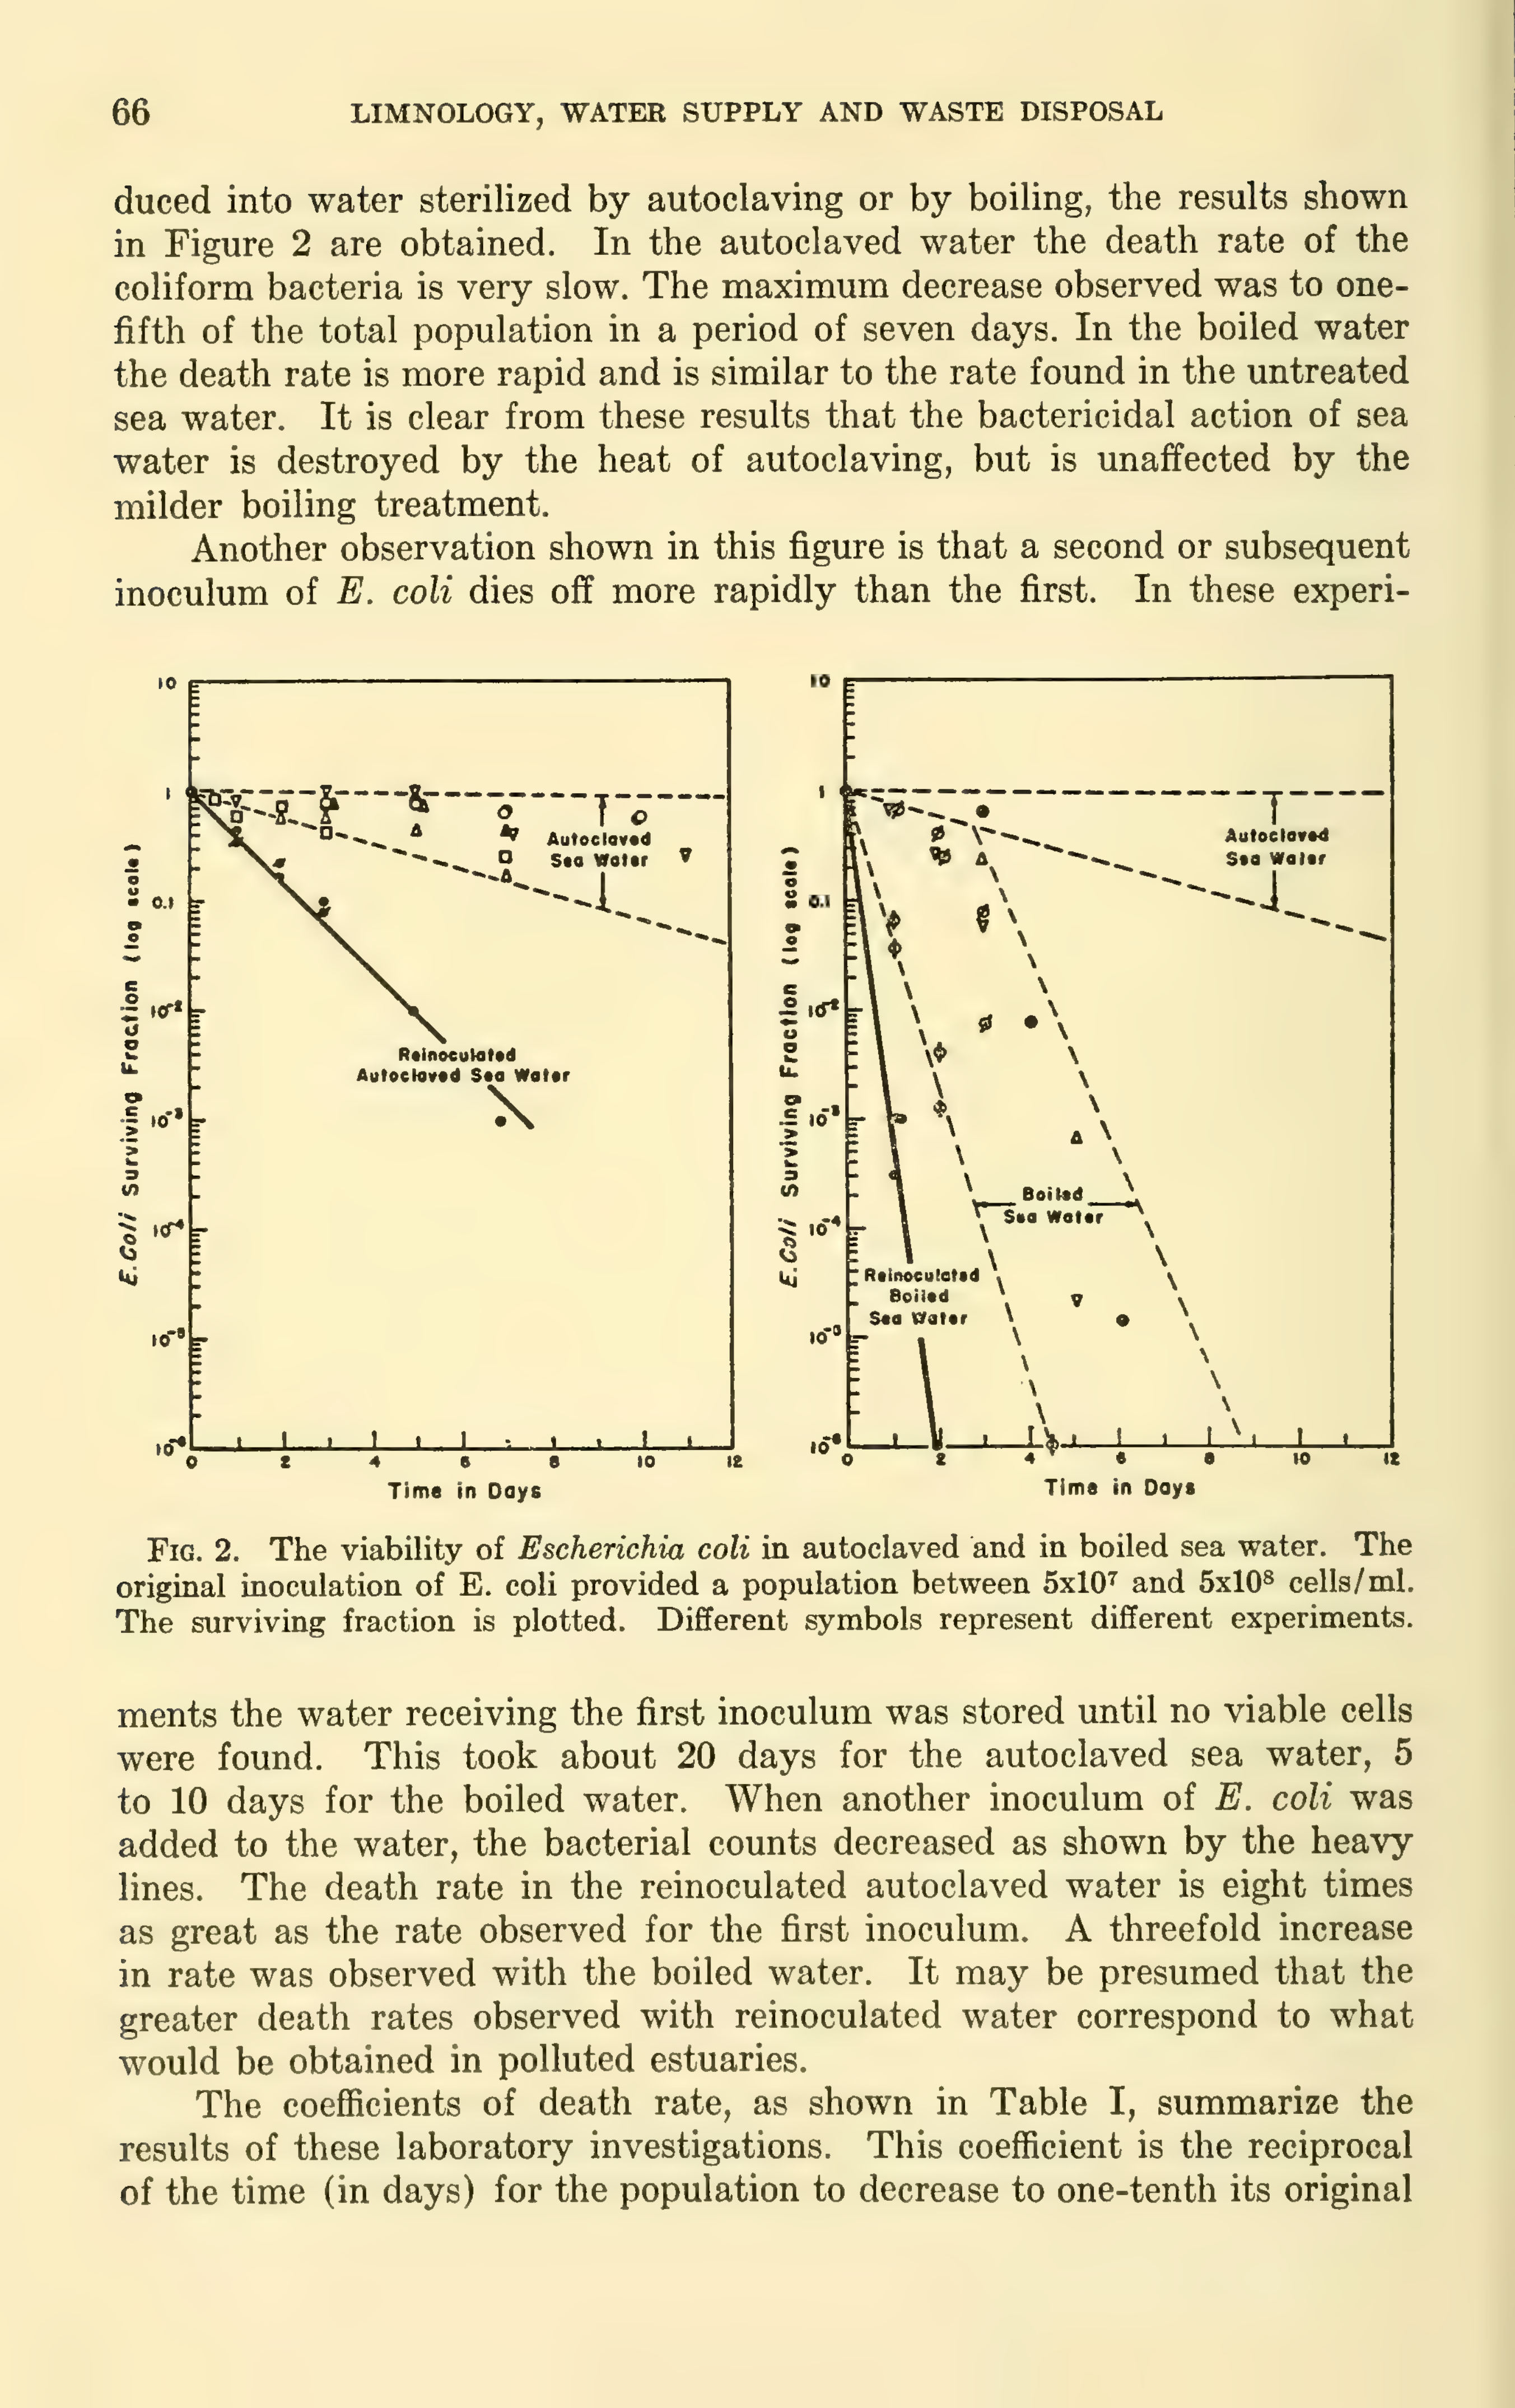 66 LIMNOLOGY, WATER SUPPLY AND WASTE DISPOSAL
duced into water sterilized by autoclaving or by boiling, the results shown
in Figure 2 are obtained. In the autoclaved water the death rate of the
coliform bacteria is very slow. The maximum decrease observed was to one-
fifth of the total population in a period of seven days. In the boiled water
the death rate is more rapid and is similar to the rate found in the untreated
sea water. It is clear from these results that the bactericidal action of sea
water is destroyed by the heat of autoclaving, but is unaffected by the
milder boiling treatment.
Another observation shown in this figure is that a second or subsequent
inoculum of E. coli dies off more rapidly than the first. In these experi-
E. Coli Surviving Fraction (log scale)
10
1
0.1
10⁻²
10⁻³
10⁻⁴
10⁻⁵
10⁻⁶
Autoclaved
Sea Water
Reinoculated
Autoclaved Sea Water
0 2 4 6 8 10 12
Time in Days
E. Coli Surviving Fraction (log scale)
10
1
0.1
10⁻²
10⁻³
10⁻⁴
10⁻⁵
10⁻⁶
Autoclaved
Sea Water
Boiled
Sea Water
Reinoculated
Boiled
Sea Water
0 2 4 6 8 10 12
Time in Days
FIG. 2. The viability of Escherichia coli in autoclaved and in boiled sea water. The
original inoculation of E. coli provided a population between 5x10⁷ and 5x10⁸ cells/ml.
The surviving fraction is plotted. Different symbols represent different experiments.
ments the water receiving the first inoculum was stored until no viable cells
were found. This took about 20 days for the autoclaved sea water, 5
to 10 days for the boiled water. When another inoculum of E. coli was
added to the water, the bacterial counts decreased as shown by the heavy
lines. The death rate in the reinoculated autoclaved water is eight times
as great as the rate observed for the first inoculum. A threefold increase
in rate was observed with the boiled water. It may be presumed that the
greater death rates observed with reinoculated water correspond to what
would be obtained in polluted estuaries.
The coefficients of death rate, as shown in Table I, summarize the
results of these laboratory investigations. This coefficient is the reciprocal
of the time (in days) for the population to decrease to one-tenth its original